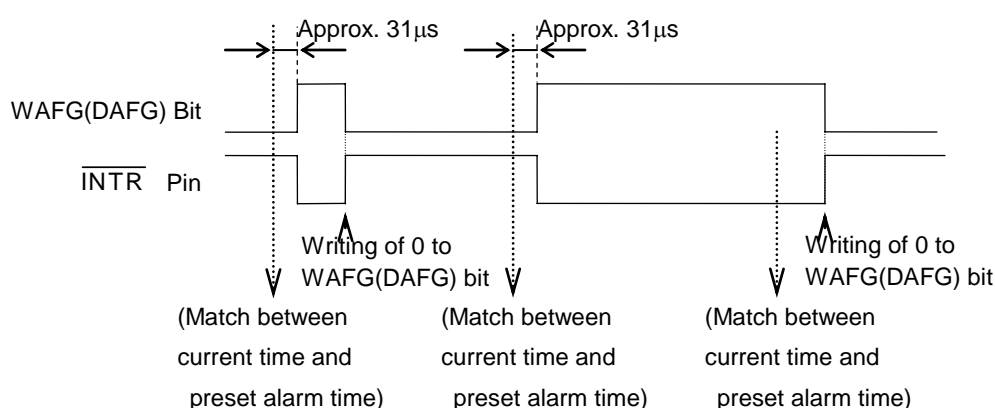 Approx. 31μs
Approx. 31μs
WAFG(DAFG) Bit
INTR Pin
Writing of 0 to
WAFG(DAFG) bit
Writing of 0 to
WAFG(DAFG) bit
(Match between
current time and
preset alarm time)
(Match between
current time and
preset alarm time)
(Match between
current time and
preset alarm time)